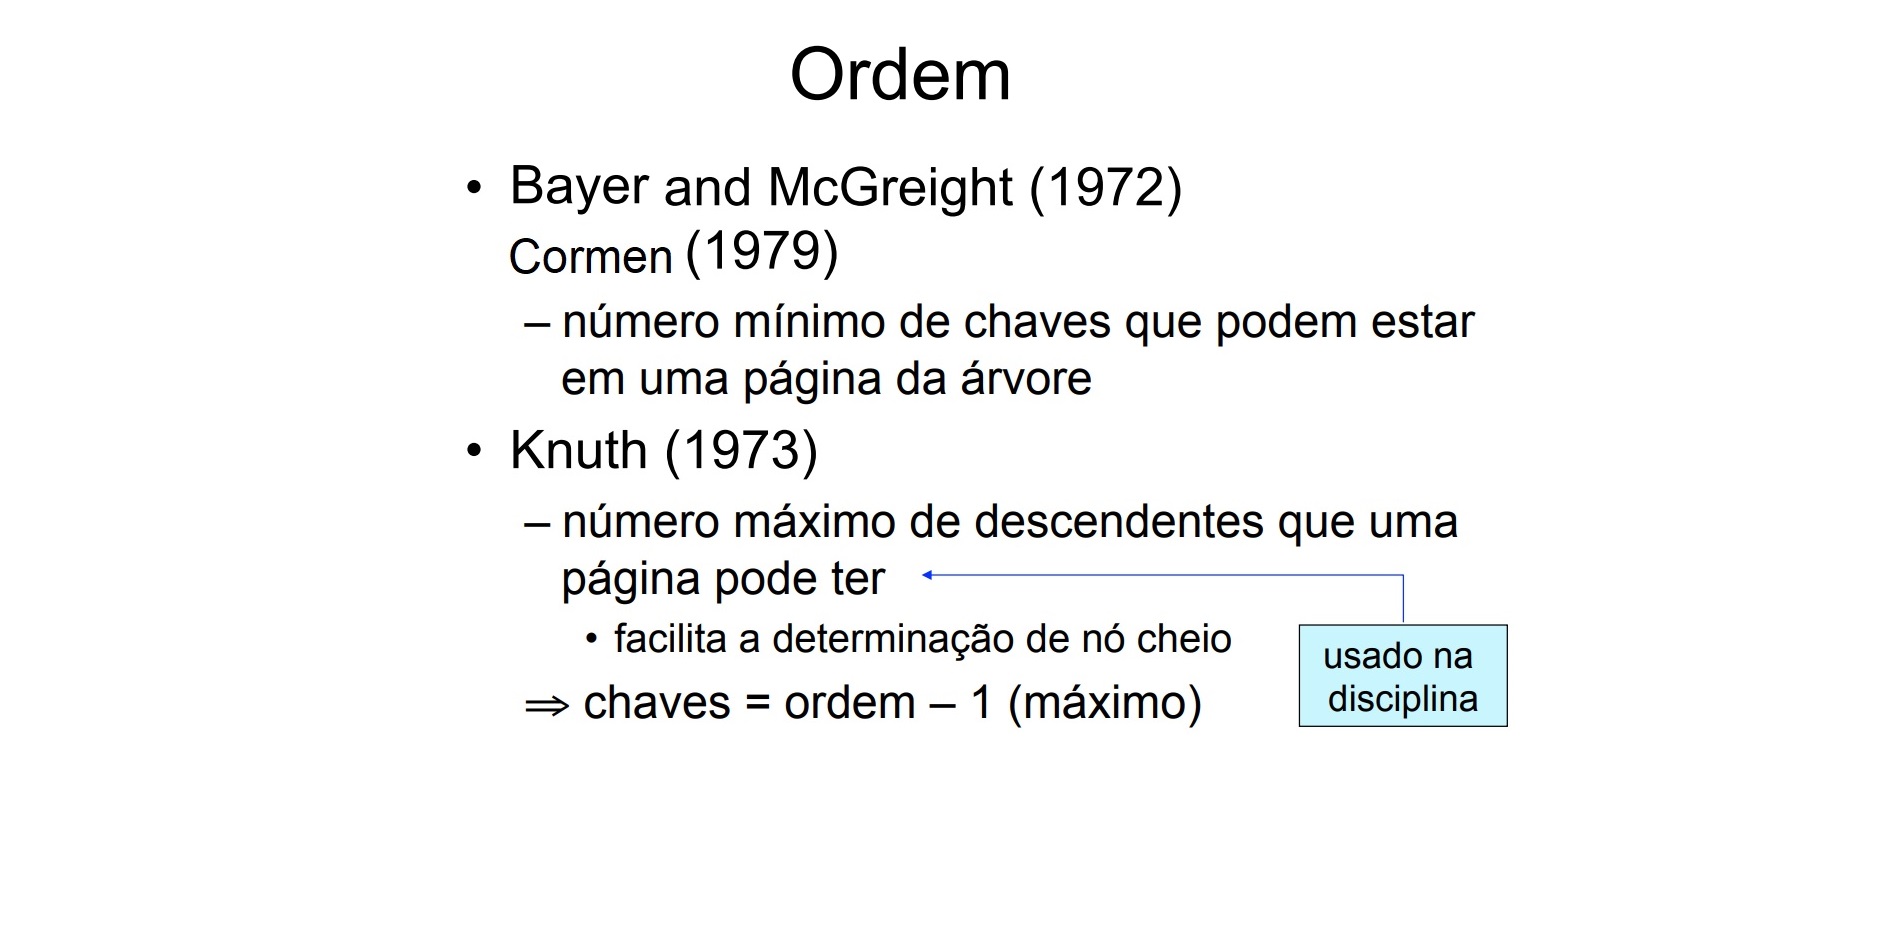 Ordem
• Bayer and McGreight (1972)
Cormen (1979)
– número mínimo de chaves que podem estar
em uma página da árvore
• Knuth (1973)
– número máximo de descendentes que uma
página pode ter
• facilita a determinação de nó cheio
⇒ chaves = ordem – 1 (máximo)
usado na
disciplina